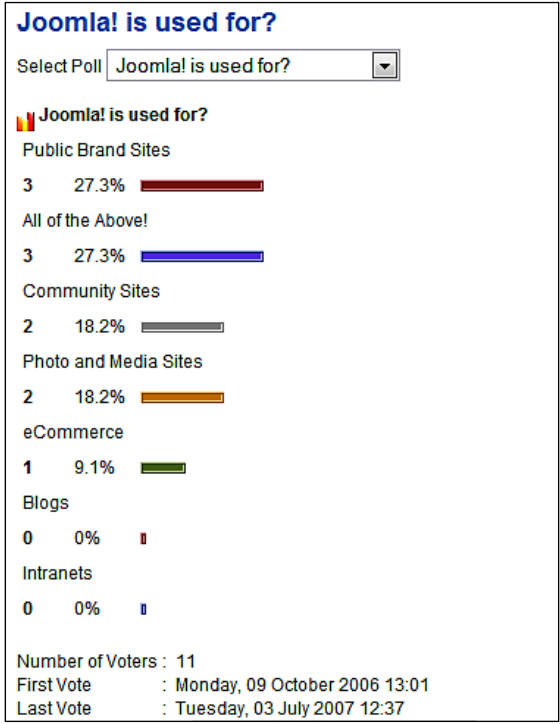 Joomla! is used for?
Select Poll Joomla! is used for?
Joomla! is used for?
Public Brand Sites
3 27.3%
All of the Above!
3 27.3%
Community Sites
2 18.2%
Photo and Media Sites
2 18.2%
eCommerce
1 9.1%
Blogs
0 0%
Intranets
0 0%
Number of Voters : 11
First Vote : Monday, 09 October 2006 13:01
Last Vote : Tuesday, 03 July 2007 12:37